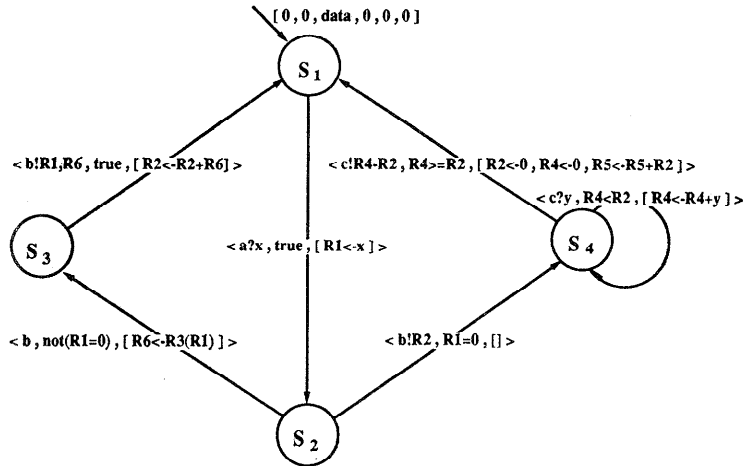 [0,0,data,0,0,0]
S1
<b!R1,R6,true,[R2<-R2+R6]>
<c!R4-R2,R4>=R2,[R2<-0,R4<-0,R5<-R5+R2]>
<c?y,R4<R2,[R4<-R4+y]>
S3
<a?x,true,[R1<-x]>
S4
<b,not(R1=0),[R6<-R3(R1)]>
<b!R2,R1=0,[]>
S2